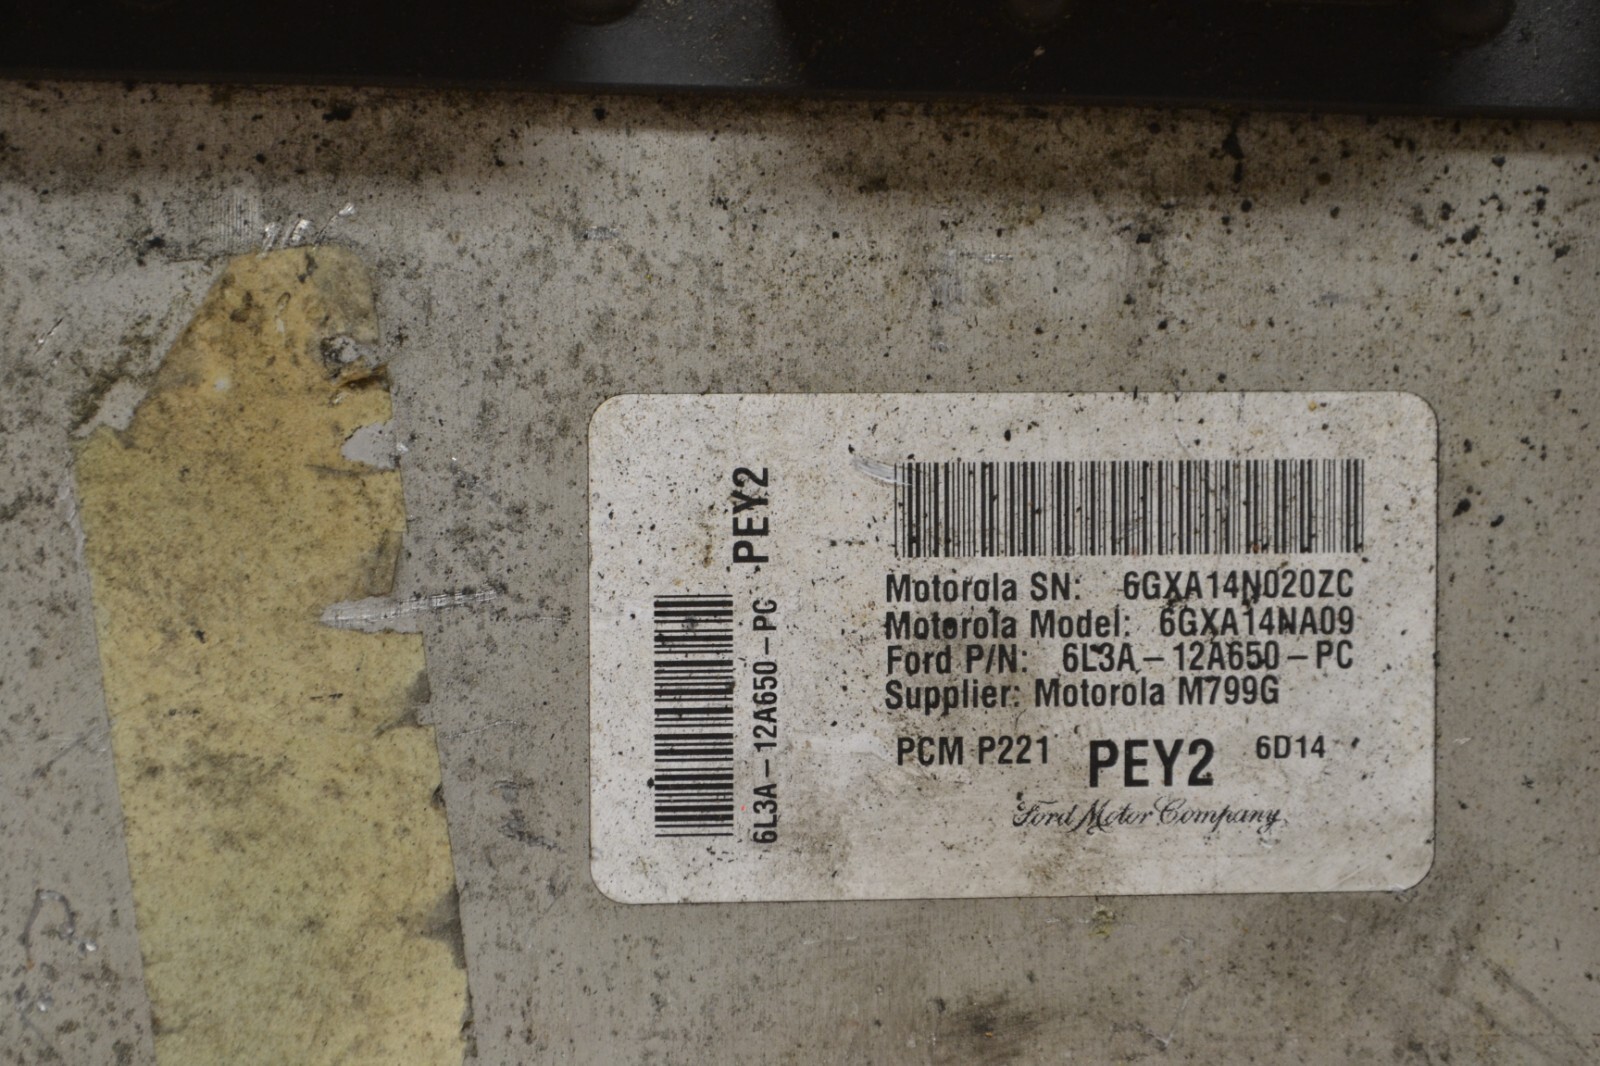 PEY2
6L3A-12A650-PC
Motorola SN: 6GXA14N020ZC
Motorola Model: 6GXA14NA09
Ford P/N: 6L3A-12A650-PC
Supplier: Motorola M799G
PCM P221 PEY2 6D14
Ford Motor Company